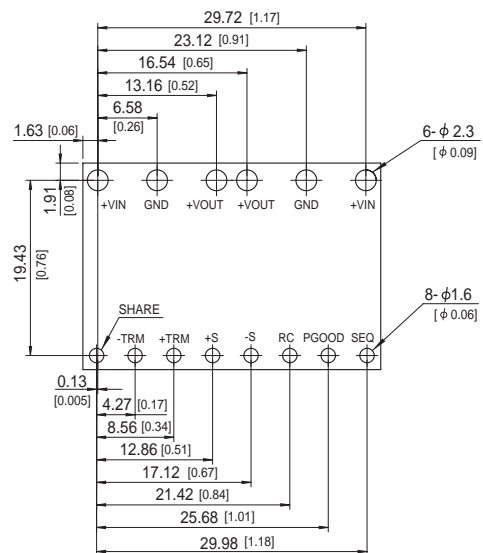 29.72 [1.17]
23.12 [0.91]
16.54 [0.65]
13.16 [0.52]
6.58
[0.26]
1.63 [0.06]
6-ϕ2.3
[ϕ0.09]
1.91
[0.08]
+VIN GND +VOUT +VOUT GND +VIN
19.43
[0.76]
8-ϕ1.6
[ϕ0.06]
SHARE
-TRM +TRM +S -S RC PGOOD SEQ
0.13
[0.005]
4.27 [0.17]
8.56 [0.34]
12.86 [0.51]
17.12 [0.67]
21.42 [0.84]
25.68 [1.01]
29.98 [1.18]